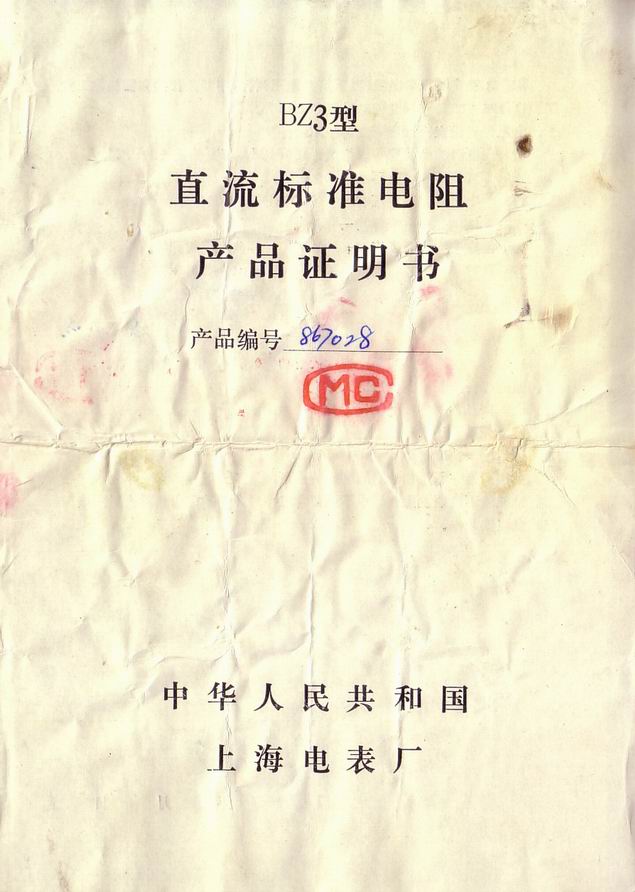 BZ3型
直流标准电阻
产品证明书
产品编号 867028
MC
中华人民共和国
上海电表厂